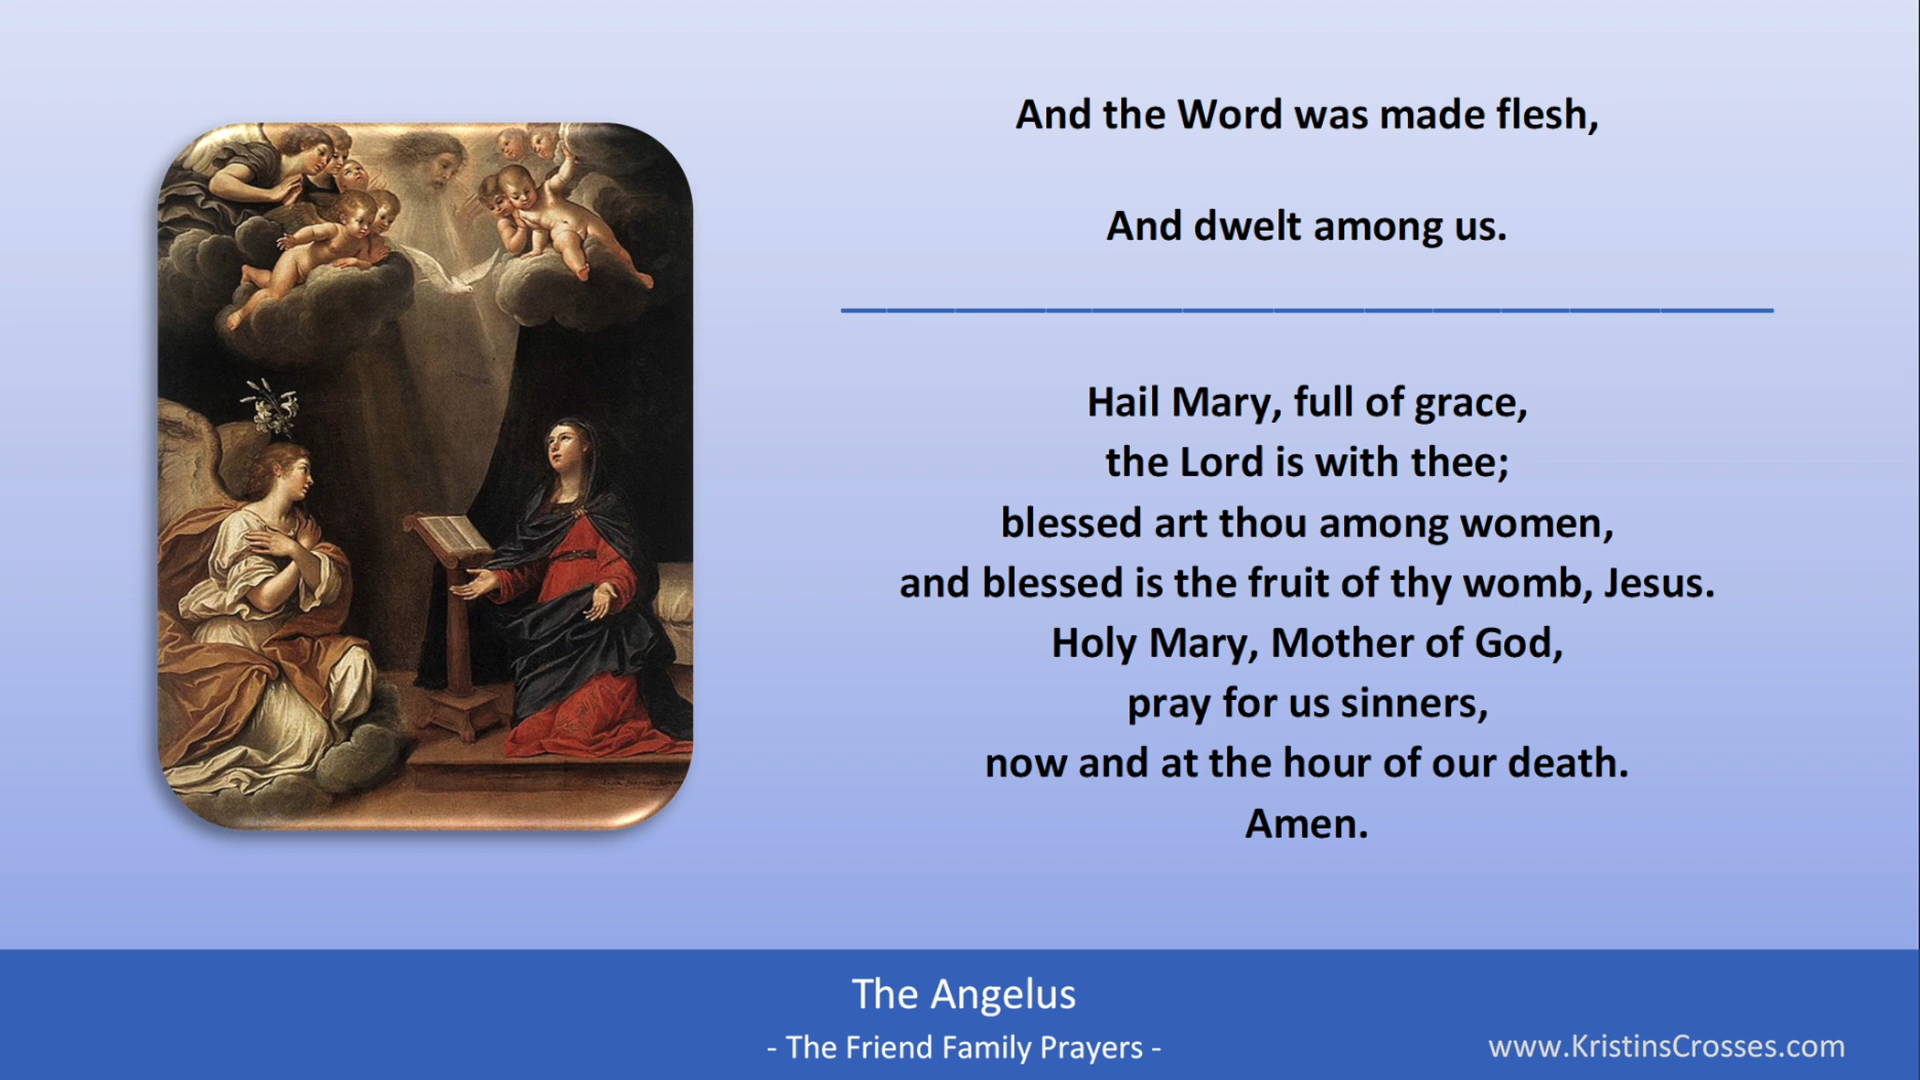 And the Word was made flesh,
And dwelt among us.
Hail Mary, full of grace,
the Lord is with thee;
blessed art thou among women,
and blessed is the fruit of thy womb, Jesus.
Holy Mary, Mother of God,
pray for us sinners,
now and at the hour of our death.
Amen.
The Angelus
- The Friend Family Prayers -
www.KristinsCrosses.com